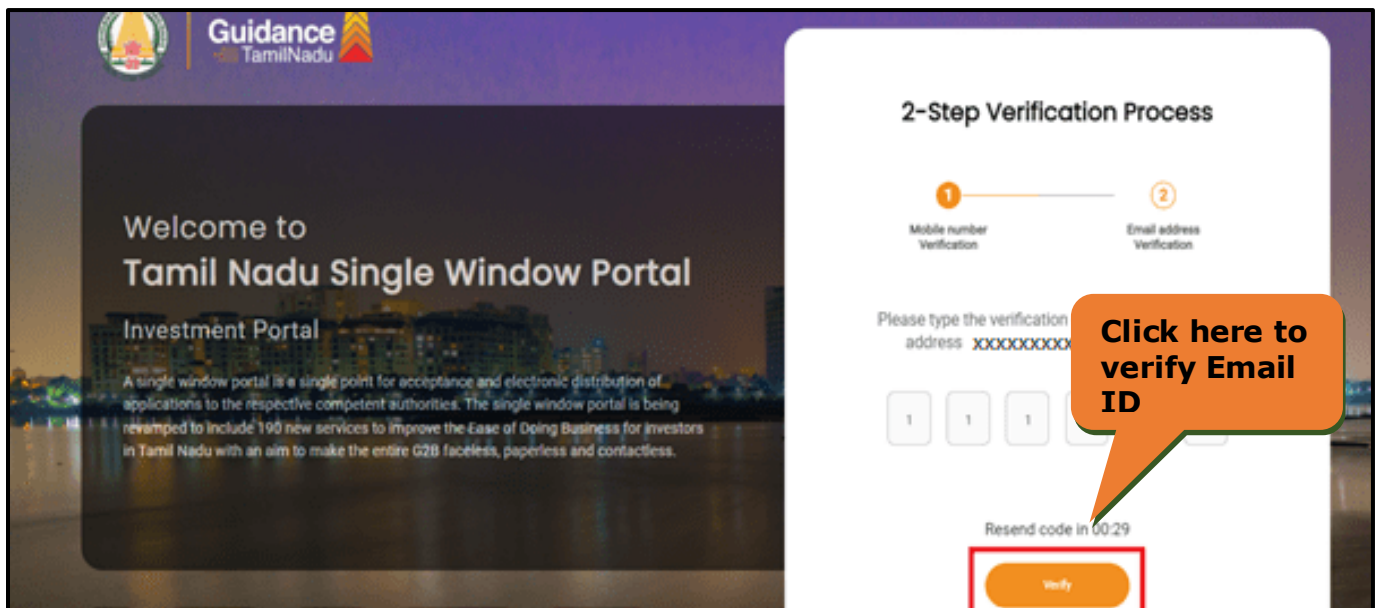 Guidance
TamilNadu
Welcome to
Tamil Nadu Single Window Portal
Investment Portal
A single window portal is a single point for acceptance and electronic distribution of
applications to the respective competent authorities. The single window portal is being
revamped to include 190 new services to improve the Ease of Doing Business for investors
in Tamil Nadu with an aim to make the entire G2B faceless, paperless and contactless.
2-Step Verification Process
1 2
Mobile number
Verification
Email address
Verification
Please type the verification
address XXXXXXXXX
1 1 1
Click here to
verify Email
ID
Resend code in 00:29
Verify